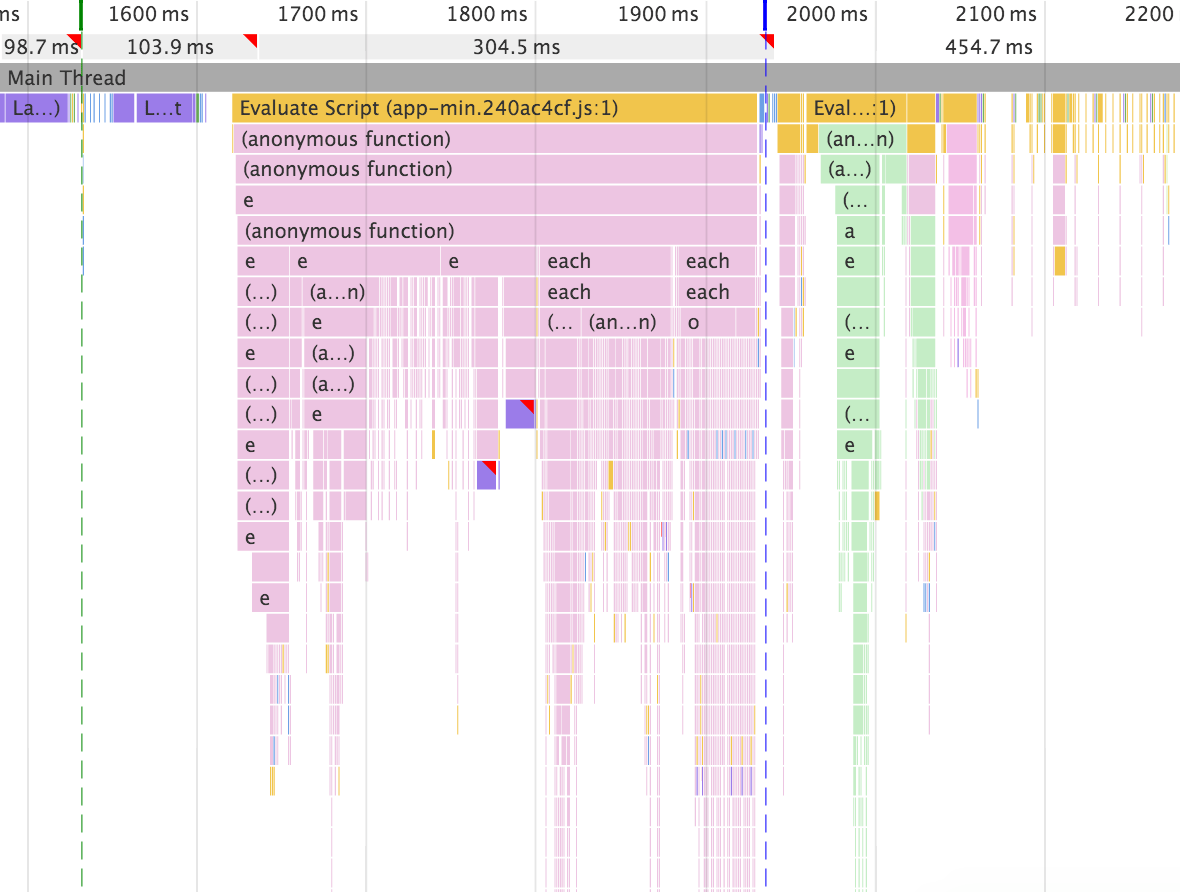 ms 1600 ms 1700 ms 1800 ms 1900 ms 2000 ms 2100 ms 2200
98.7 ms 103.9 ms 304.5 ms 454.7 ms
Main Thread
La...) L...t Evaluate Script (app-min.240ac4cf.js:1) Eval...:1)
(anonymous function) (an...n)
(anonymous function) (a...)
e (...
(anonymous function) a
e e e each each e
(...) (a...n) each each
(...) e (... (an...n) o (...
e (a...) e
(...) (a...)
(...) e (...
e e
(...)
(...)
e
e